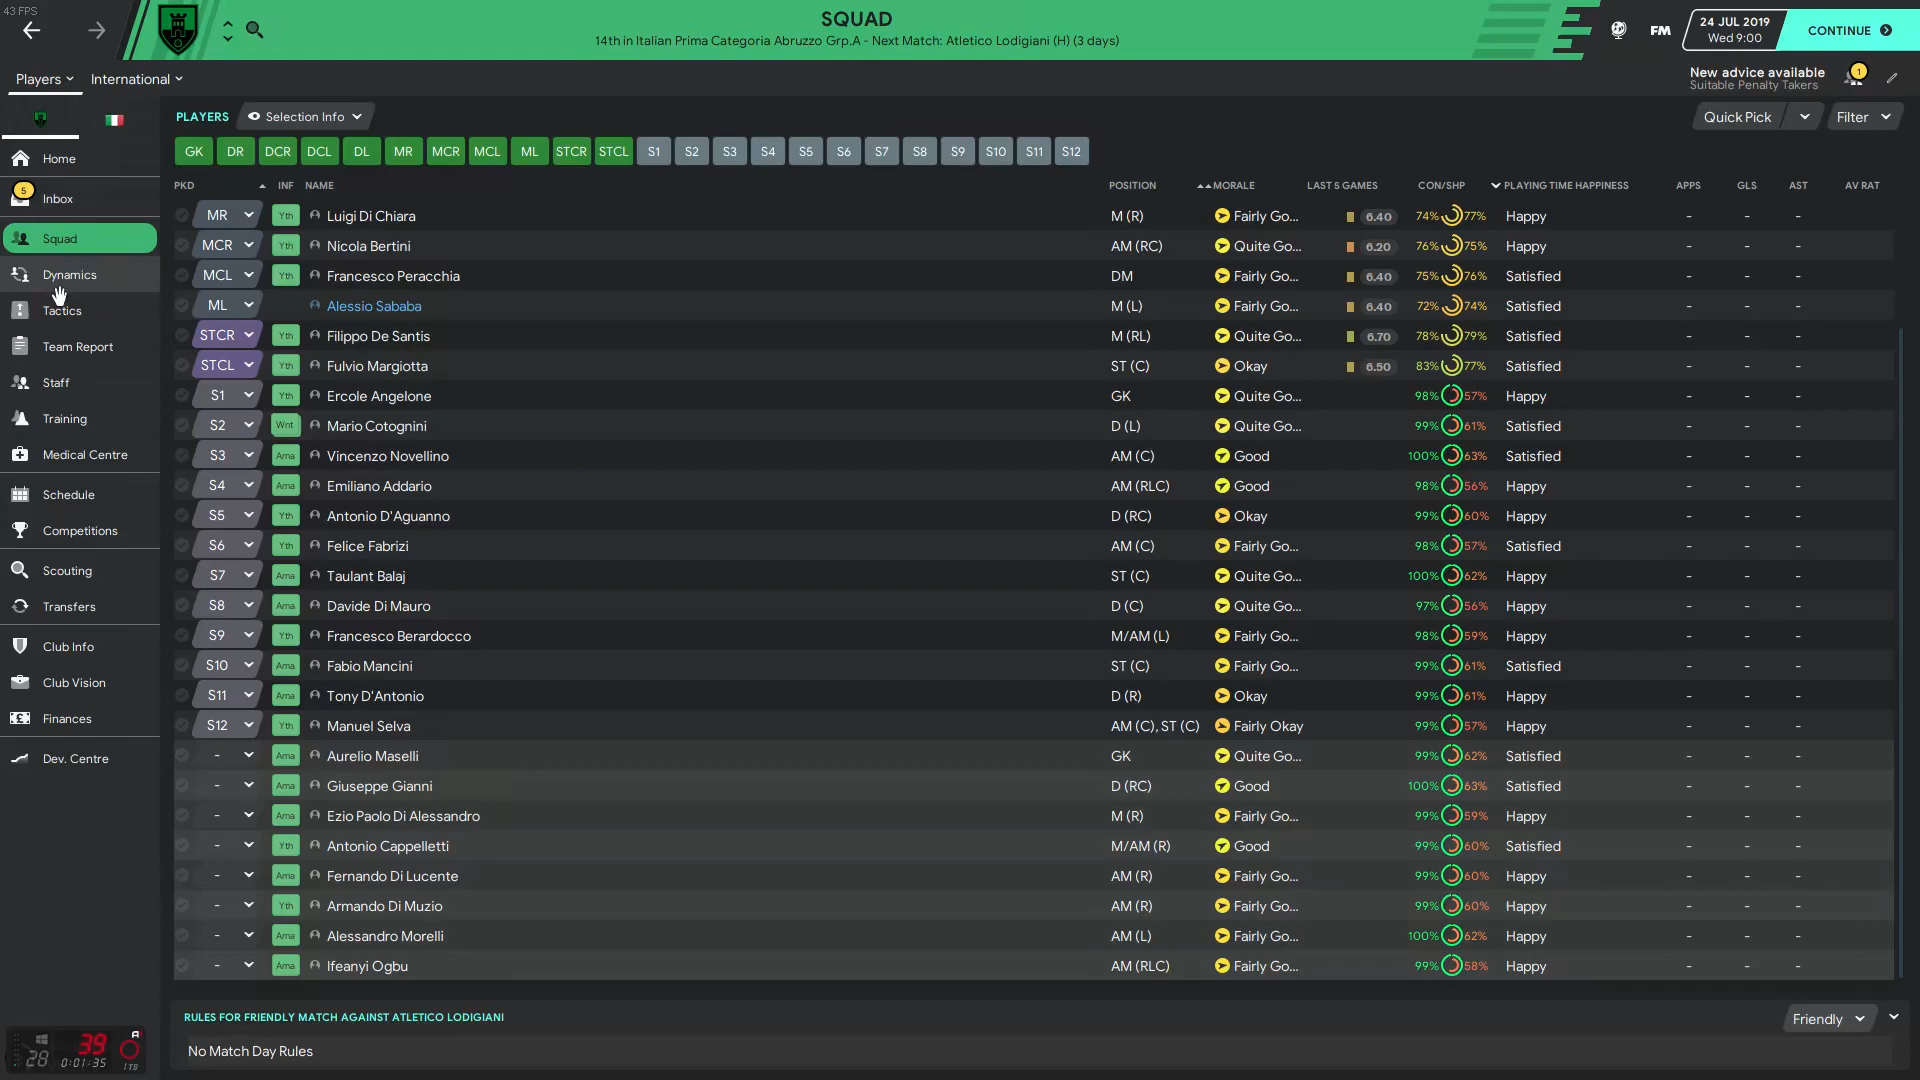 43 FPS
SQUAD
14th in Italian Prima Categoria Abruzzo Grp.A - Next Match: Atletico Lodigiani (H) (3 days)
FM
24 JUL 2019
Wed 9:00
CONTINUE
Players
International
New advice available
Suitable Penalty Takers
1
PLAYERS
Selection Info
Quick Pick
Filter
GK DR DCR DCL DL MR MCR MCL ML STCR STCL S1 S2 S3 S4 S5 S6 S7 S8 S9 S10 S11 S12
PKD INF NAME POSITION MORALE LAST 5 GAMES CON/SHP PLAYING TIME HAPPINESS APPS GLS AST AV RAT
MR Yth Luigi Di Chiara M (R) Fairly Go... 6.40 74% 77% Happy - - -
MCR Yth Nicola Bertini AM (RC) Quite Go... 6.20 76% 75% Happy - - -
MCL Yth Francesco Peracchia DM Fairly Go... 6.40 75% 76% Satisfied - - -
ML Alessio Sababa M (L) Fairly Go... 6.40 72% 74% Satisfied - - -
STCR Yth Filippo De Santis M (RL) Quite Go... 6.70 78% 79% Satisfied - - -
STCL Yth Fulvio Margiotta ST (C) Okay 6.50 83% 77% Satisfied - - -
S1 Yth Ercole Angelone GK Quite Go... 98% 57% Happy - - -
S2 Wnt Mario Cotognini D (L) Quite Go... 99% 61% Satisfied - - -
S3 Ama Vincenzo Novellino AM (C) Good 100% 63% Satisfied - - -
S4 Ama Emiliano Addario AM (RLC) Good 98% 56% Happy - - -
S5 Yth Antonio D'Aguanno D (RC) Okay 99% 60% Happy - - -
S6 Yth Felice Fabrizi AM (C) Fairly Go... 98% 57% Satisfied - - -
S7 Ama Taulant Balaj ST (C) Quite Go... 100% 62% Happy - - -
S8 Ama Davide Di Mauro D (C) Quite Go... 97% 56% Happy - - -
S9 Yth Francesco Berardocco M/AM (L) Fairly Go... 98% 59% Happy - - -
S10 Ama Fabio Mancini ST (C) Fairly Go... 99% 61% Satisfied - - -
S11 Ama Tony D'Antonio D (R) Okay 99% 61% Happy - - -
S12 Yth Manuel Selva AM (C), ST (C) Fairly Okay 99% 57% Happy - - -
- Ama Aurelio Maselli GK Quite Go... 99% 62% Satisfied - - -
- Ama Giuseppe Gianni D (RC) Good 100% 63% Satisfied - - -
- Ama Ezio Paolo Di Alessandro M (R) Fairly Go... 99% 59% Happy - - -
- Yth Antonio Cappelletti M/AM (R) Good 99% 60% Satisfied - - -
- Ama Fernando Di Lucente AM (R) Fairly Go... 99% 60% Happy - - -
- Yth Armando Di Muzio AM (R) Fairly Go... 99% 60% Happy - - -
- Ama Alessandro Morelli AM (L) Fairly Go... 100% 62% Happy - - -
- Ama Ifeanyi Ogbu AM (RLC) Fairly Go... 99% 58% Happy - - -
Home
5
Inbox
Squad
Dynamics
Tactics
Team Report
Staff
Training
Medical Centre
Schedule
Competitions
Scouting
Transfers
Club Info
Club Vision
Finances
Dev. Centre
RULES FOR FRIENDLY MATCH AGAINST ATLETICO LODIGIANI
Friendly
No Match Day Rules
28
39
0:01:35
A
1TB